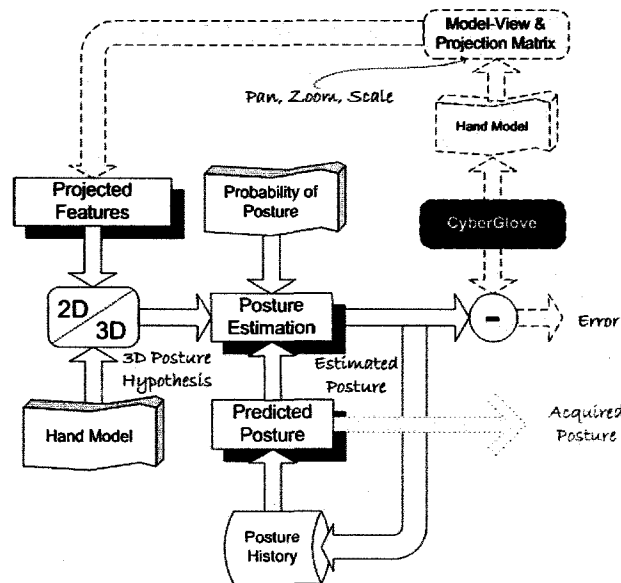 Model-View &
Projection Matrix
Pan, Zoom, Scale
Hand Model
Projected
Features
Probability of
Posture
CyberGlove
2D
3D
Posture
Estimation
-
Error
3D Posture
Hypothesis
Estimated
Posture
Hand Model
Predicted
Posture
Acquired
Posture
Posture
History